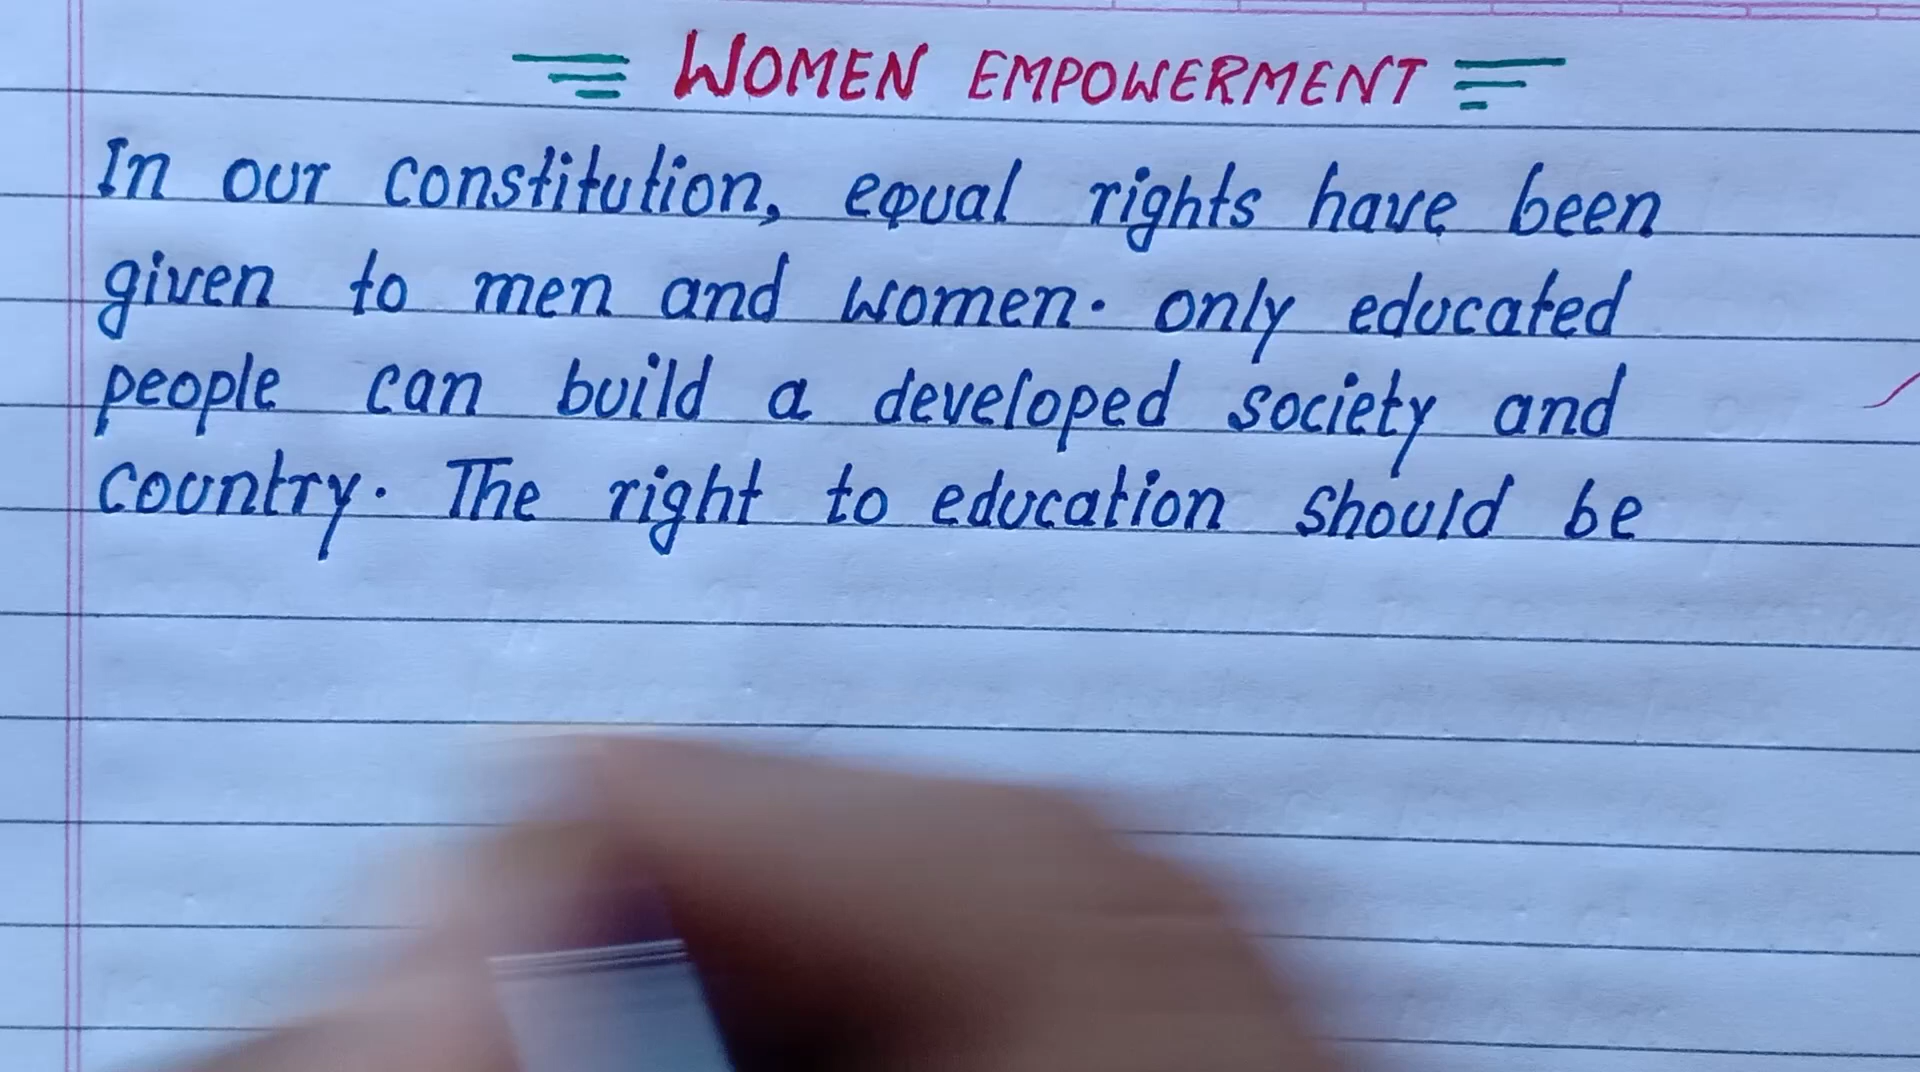 WOMEN EMPOWERMENT
In our constitution, equal rights have been
given to men and women. only educated
people can build a developed society and
country. The right to education should be